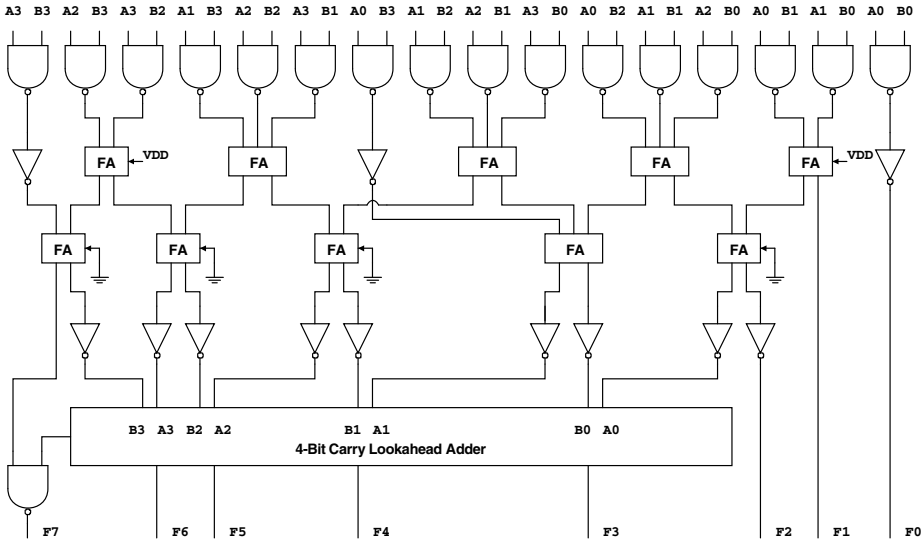 A3 B3 A2 B3 A3 B2 A1 B3 A2 B2 A3 B1 A0 B3 A1 B2 A2 B1 A3 B0 A0 B2 A1 B1 A2 B0 A0 B1 A1 B0 A0 B0
FA VDD FA FA FA FA VDD
FA FA FA FA FA
B3 A3 B2 A2 B1 A1 B0 A0
4-Bit Carry Lookahead Adder
F7 F6 F5 F4 F3 F2 F1 F0